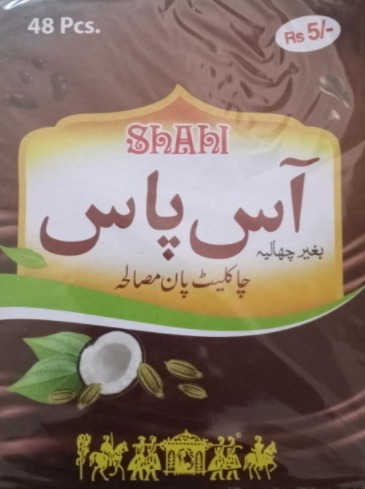 48 Pcs.
Rs 5/-
SHAHI
آس پاس
بغیر چھالیہ
چاکلیٹ پان مصالحہ